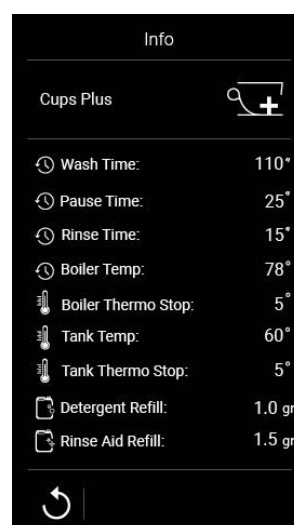 Info
Cups Plus
Wash Time: 110"
Pause Time: 25"
Rinse Time: 15"
Boiler Temp: 78°
Boiler Thermo Stop: 5°
Tank Temp: 60°
Tank Thermo Stop: 5°
Detergent Refill: 1.0 gr
Rinse Aid Refill: 1.5 gr